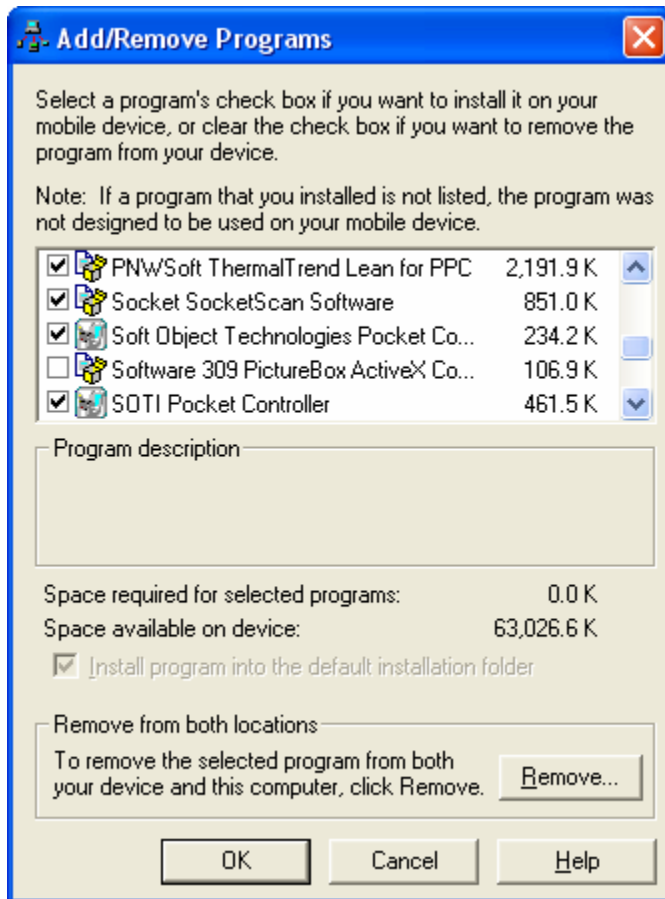 Add/Remove Programs
Select a program's check box if you want to install it on your
mobile device, or clear the check box if you want to remove the
program from your device.
Note: If a program that you installed is not listed, the program was
not designed to be used on your mobile device.
PNWSoft ThermalTrend Lean for PPC 2,191.9 K
Socket SocketScan Software 851.0 K
Soft Object Technologies Pocket Co... 234.2 K
Software 309 PictureBox ActiveX Co... 106.9 K
SOTI Pocket Controller 461.5 K
Program description
Space required for selected programs: 0.0 K
Space available on device: 63,026.6 K
Install program into the default installation folder
Remove from both locations
To remove the selected program from both
your device and this computer, click Remove.
Remove...
OK Cancel Help